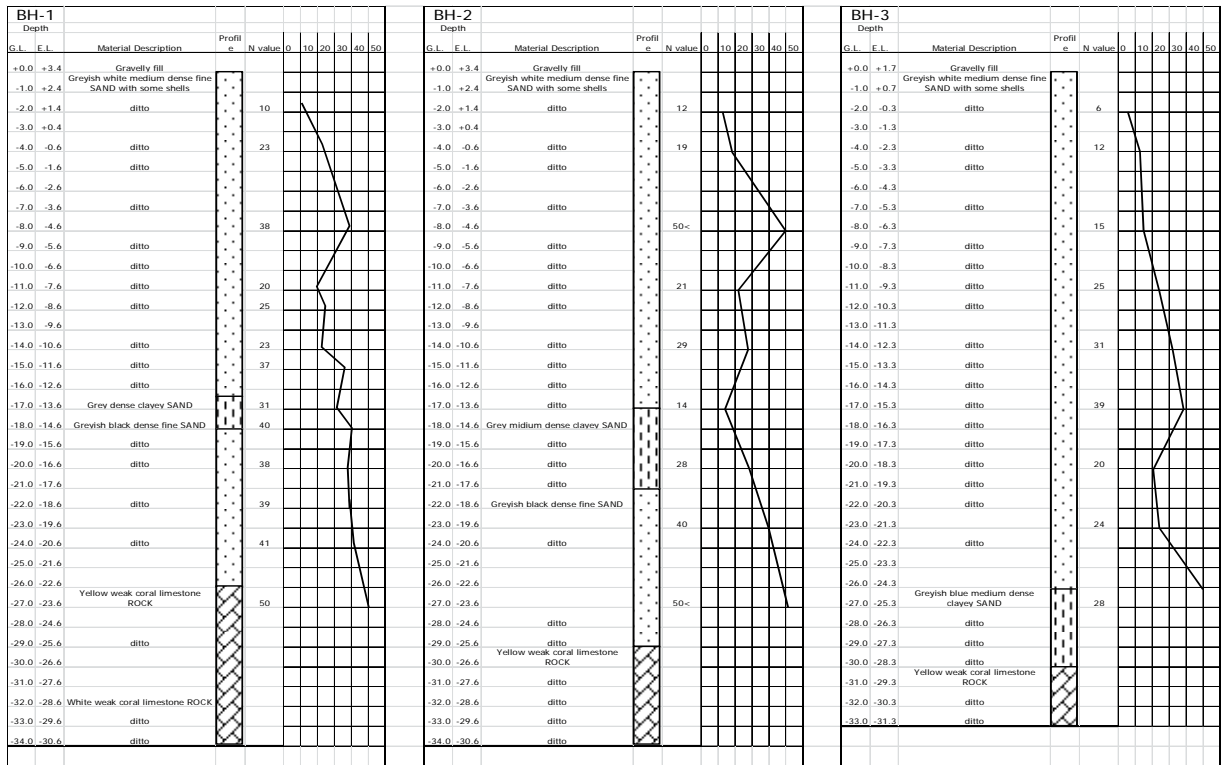 BH-1
Depth
G.L. E.L. Material Description Profile N value 0 10 20 30 40 50
+0.0 +3.4 Gravelly fill
Greyish white medium dense fine
-1.0 +2.4 SAND with some shells
-2.0 +1.4 ditto 10
-3.0 +0.4
-4.0 -0.6 ditto 23
-5.0 -1.6 ditto
-6.0 -2.6
-7.0 -3.6 ditto
-8.0 -4.6 38
-9.0 -5.6 ditto
-10.0 -6.6 ditto
-11.0 -7.6 ditto 20
-12.0 -8.6 ditto 25
-13.0 -9.6
-14.0 -10.6 ditto 23
-15.0 -11.6 ditto 37
-16.0 -12.6 ditto
-17.0 -13.6 Grey dense clayey SAND 31
-18.0 -14.6 Greyish black dense fine SAND 40
-19.0 -15.6 ditto
-20.0 -16.6 ditto 38
-21.0 -17.6
-22.0 -18.6 ditto 39
-23.0 -19.6
-24.0 -20.6 ditto 41
-25.0 -21.6
-26.0 -22.6
Yellow weak coral limestone
-27.0 -23.6 ROCK 50
-28.0 -24.6
-29.0 -25.6 ditto
-30.0 -26.6
-31.0 -27.6
-32.0 -28.6 White weak coral limestone ROCK
-33.0 -29.6 ditto
-34.0 -30.6 ditto
BH-2
Depth
G.L. E.L. Material Description Profile N value 0 10 20 30 40 50
+0.0 +3.4 Gravelly fill
Greyish white medium dense fine
-1.0 +2.4 SAND with some shells
-2.0 +1.4 ditto 12
-3.0 +0.4
-4.0 -0.6 ditto 19
-5.0 -1.6 ditto
-6.0 -2.6
-7.0 -3.6 ditto
-8.0 -4.6 50<
-9.0 -5.6 ditto
-10.0 -6.6 ditto
-11.0 -7.6 ditto 21
-12.0 -8.6 ditto
-13.0 -9.6
-14.0 -10.6 ditto 29
-15.0 -11.6 ditto
-16.0 -12.6 ditto
-17.0 -13.6 ditto 14
-18.0 -14.6 Grey midium dense clayey SAND
-19.0 -15.6 ditto
-20.0 -16.6 ditto 28
-21.0 -17.6 ditto
-22.0 -18.6 Greyish black dense fine SAND
-23.0 -19.6 40
-24.0 -20.6 ditto
-25.0 -21.6
-26.0 -22.6
-27.0 -23.6 50<
-28.0 -24.6 ditto
-29.0 -25.6 ditto
Yellow weak coral limestone
-30.0 -26.6 ROCK
-31.0 -27.6 ditto
-32.0 -28.6 ditto
-33.0 -29.6 ditto
-34.0 -30.6 ditto
BH-3
Depth
G.L. E.L. Material Description Profile N value 0 10 20 30 40 50
+0.0 +1.7 Gravelly fill
Greyish white medium dense fine
-1.0 +0.7 SAND with some shells
-2.0 -0.3 ditto 6
-3.0 -1.3
-4.0 -2.3 ditto 12
-5.0 -3.3 ditto
-6.0 -4.3
-7.0 -5.3 ditto
-8.0 -6.3 15
-9.0 -7.3 ditto
-10.0 -8.3 ditto
-11.0 -9.3 ditto 25
-12.0 -10.3 ditto
-13.0 -11.3
-14.0 -12.3 ditto 31
-15.0 -13.3 ditto
-16.0 -14.3 ditto
-17.0 -15.3 ditto 39
-18.0 -16.3 ditto
-19.0 -17.3 ditto
-20.0 -18.3 ditto 20
-21.0 -19.3 ditto
-22.0 -20.3 ditto
-23.0 -21.3 24
-24.0 -22.3 ditto
-25.0 -23.3
-26.0 -24.3
Greyish blue medium dense
-27.0 -25.3 clayey SAND 28
-28.0 -26.3 ditto
-29.0 -27.3 ditto
-30.0 -28.3 ditto
Yellow weak coral limestone
-31.0 -29.3 ROCK
-32.0 -30.3 ditto
-33.0 -31.3 ditto